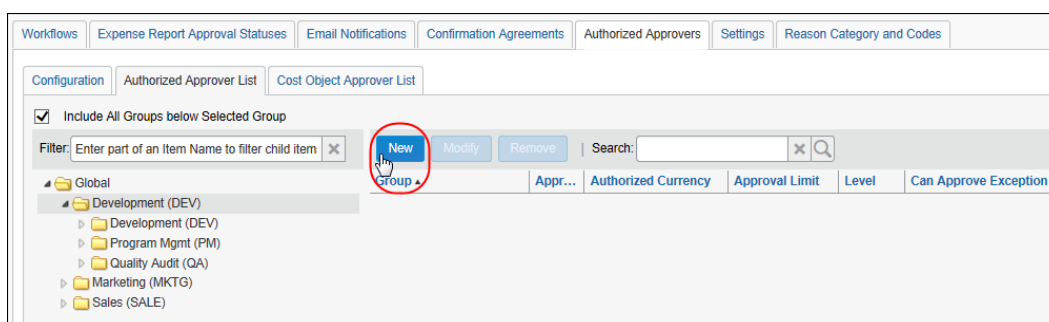 Workflows Expense Report Approval Statuses Email Notifications Confirmation Agreements Authorized Approvers Settings Reason Category and Codes
Configuration Authorized Approver List Cost Object Approver List
Include All Groups below Selected Group
Filter: Enter part of an Item Name to filter child item New Modify Remove | Search:
Group Appr... Authorized Currency Approval Limit Level Can Approve Exception
Global
Development (DEV)
Development (DEV)
Program Mgmt (PM)
Quality Audit (QA)
Marketing (MKTG)
Sales (SALE)